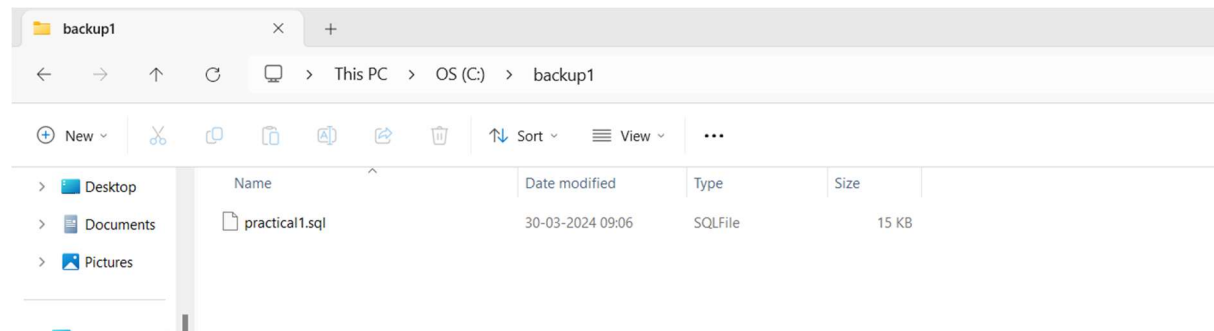 backup1
This PC > OS (C:) > backup1
New Sort View ...
Desktop Name Date modified Type Size
Documents practical1.sql 30-03-2024 09:06 SQLFile 15 KB
Pictures